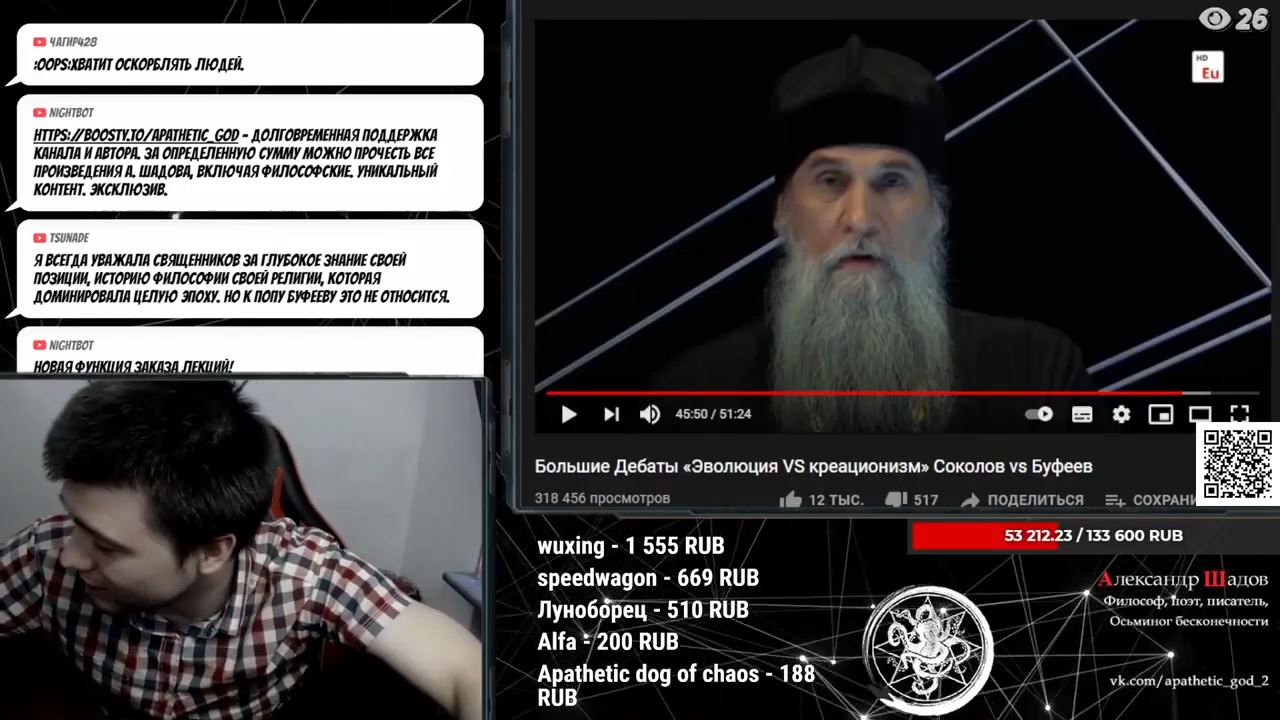 ЧАГИР428
:OOPS:ХВАТИТ ОСКОРБЛЯТЬ ЛЮДЕЙ.
NIGHTBOT
HTTPS://BOOSTY.TO/APATHETIC_GOD - ДОЛГОВРЕМЕННАЯ ПОДДЕРЖКА
КАНАЛА И АВТОРА. ЗА ОПРЕДЕЛЕННУЮ СУММУ МОЖНО ПРОЧЕСТЬ ВСЕ
ПРОИЗВЕДЕНИЯ А. ШАДОВА, ВКЛЮЧАЯ ФИЛОСОФСКИЕ. УНИКАЛЬНЫЙ
КОНТЕНТ. ЭКСКЛЮЗИВ.
TSUNADE
Я ВСЕГДА УВАЖАЛА СВЯЩЕННИКОВ ЗА ГЛУБОКОЕ ЗНАНИЕ СВОЕЙ
ПОЗИЦИИ, ИСТОРИЮ ФИЛОСОФИИ СВОЕЙ РЕЛИГИИ, КОТОРАЯ
ДОМИНИРОВАЛА ЦЕЛУЮ ЭПОХУ. НО К ПОПУ БУФЕЕВУ ЭТО НЕ ОТНОСИТСЯ.
NIGHTBOT
НОВАЯ ФУНКЦИЯ ЗАКАЗА ЛЕКЦИЙ!
26
HD
Eu
45:50 / 51:24
Большие Дебаты «Эволюция VS креационизм» Соколов vs Буфеев
318 456 просмотров
12 ТЫС.
517
ПОДЕЛИТЬСЯ
СОХРАНИ
53 212.23 / 133 600 RUB
wuxing - 1 555 RUB
speedwagon - 669 RUB
Луноборец - 510 RUB
Alfa - 200 RUB
Apathetic dog of chaos - 188
RUB
Александр Шадов
Философ, поэт, писатель,
Осьминог бесконечности
vk.com/apathetic_god_2